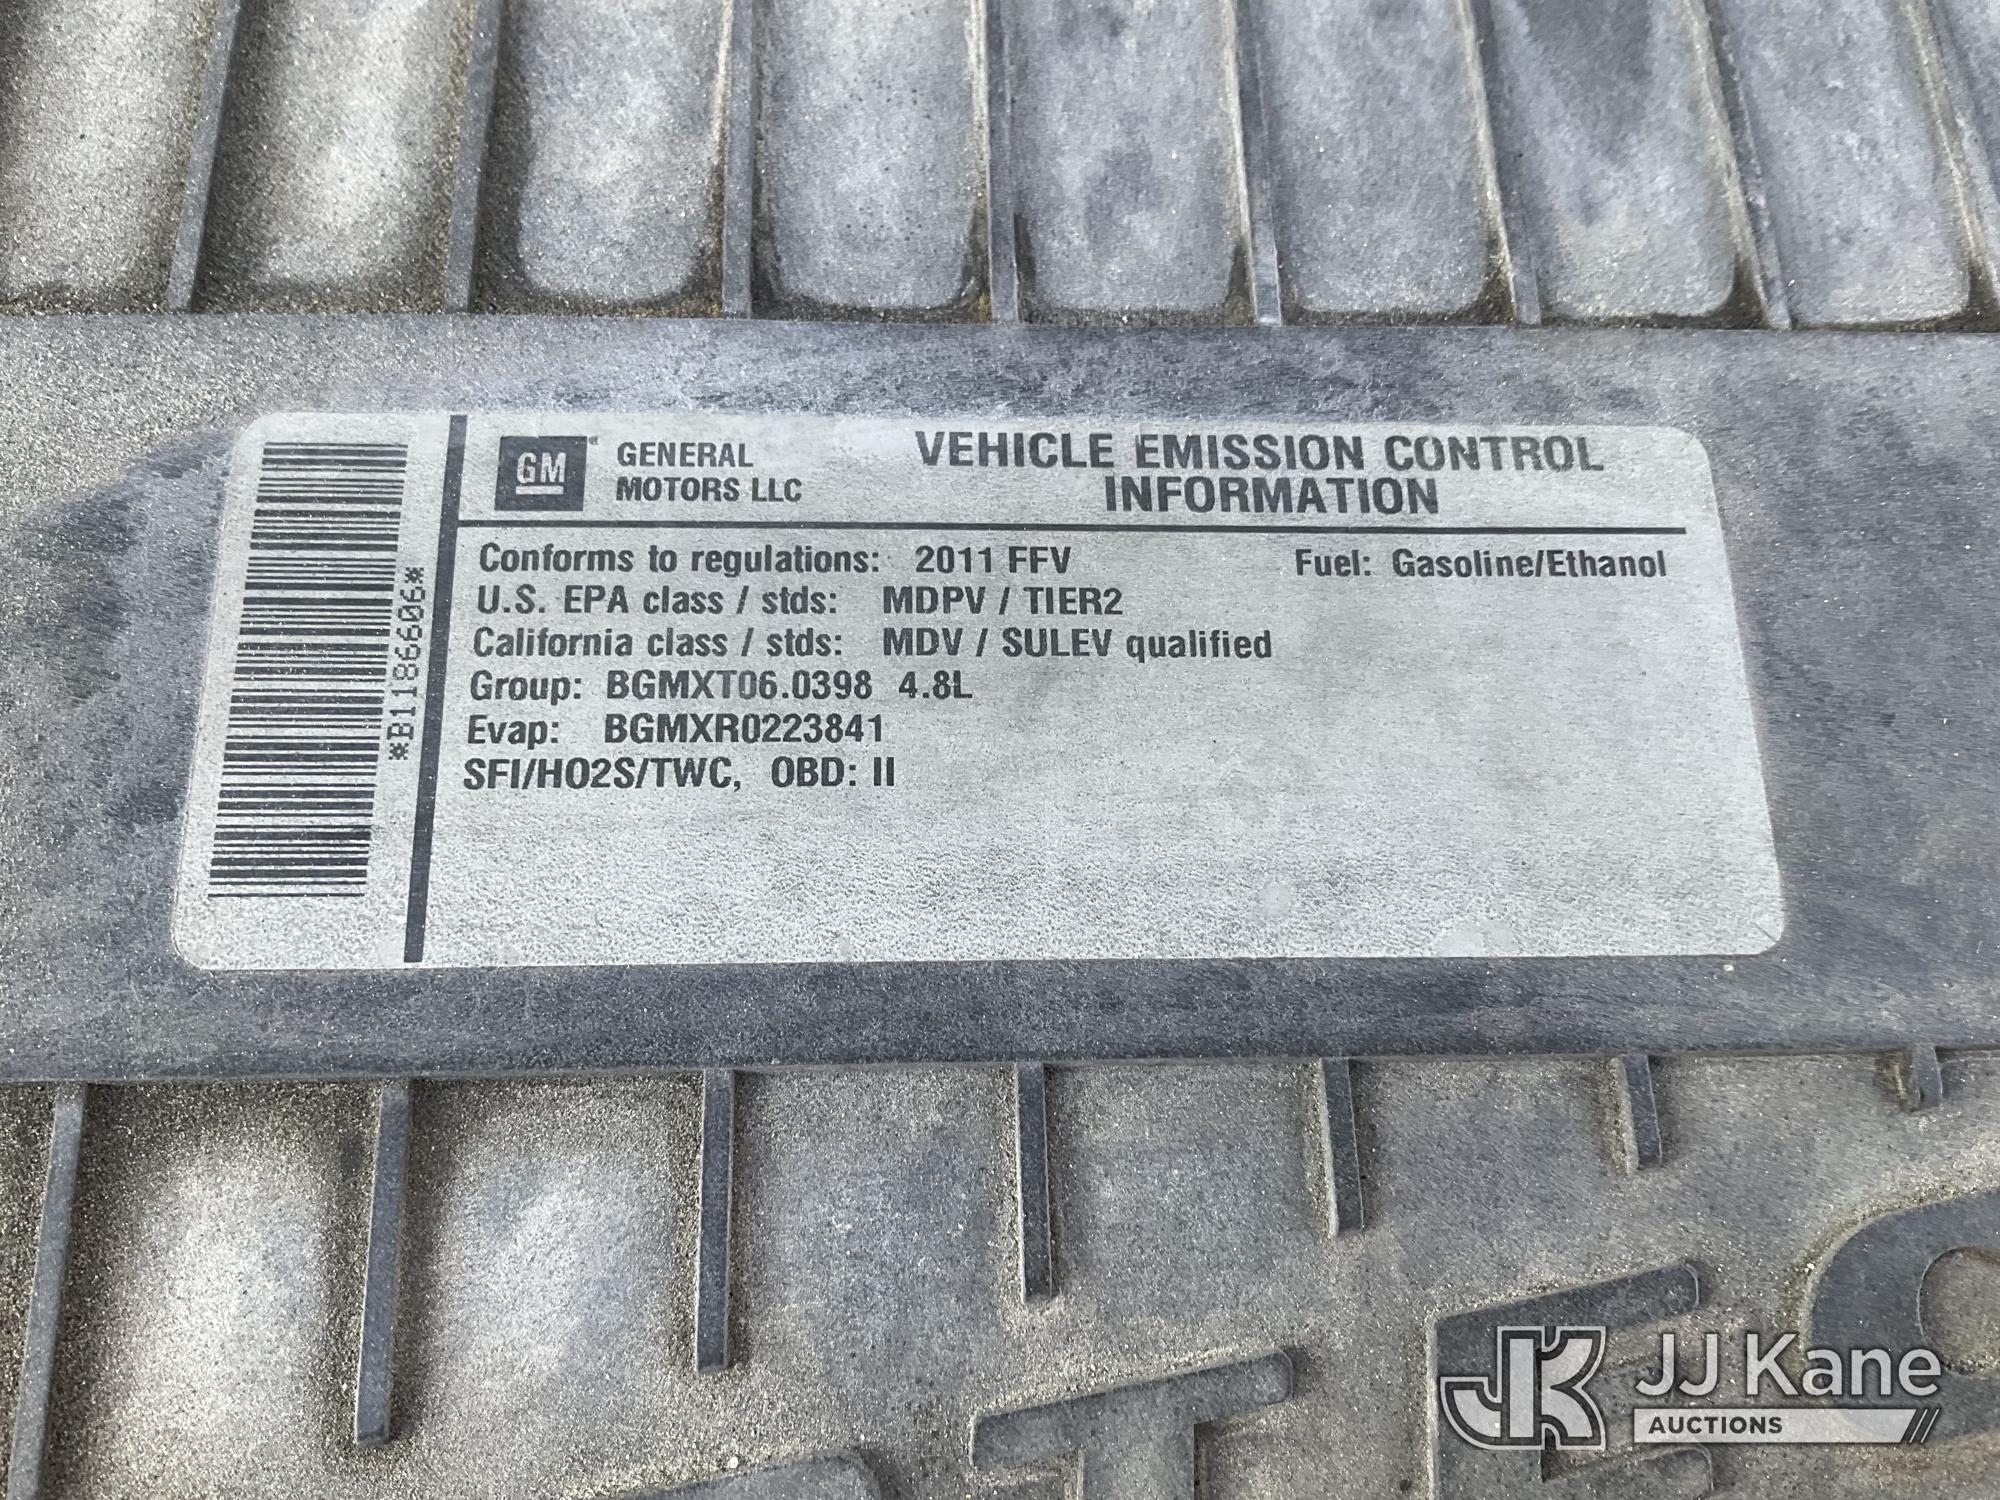 *B1186606*
GM
GENERAL
MOTORS LLC
VEHICLE EMISSION CONTROL
INFORMATION
Conforms to regulations: 2011 FFV Fuel: Gasoline/Ethanol
U.S. EPA class / stds: MDPV / TIER2
California class / stds: MDV / SULEV qualified
Group: BGMXT06.0398 4.8L
Evap: BGMXR0223841
SFI/HO2S/TWC, OBD: II
JK JJ Kane
AUCTIONS